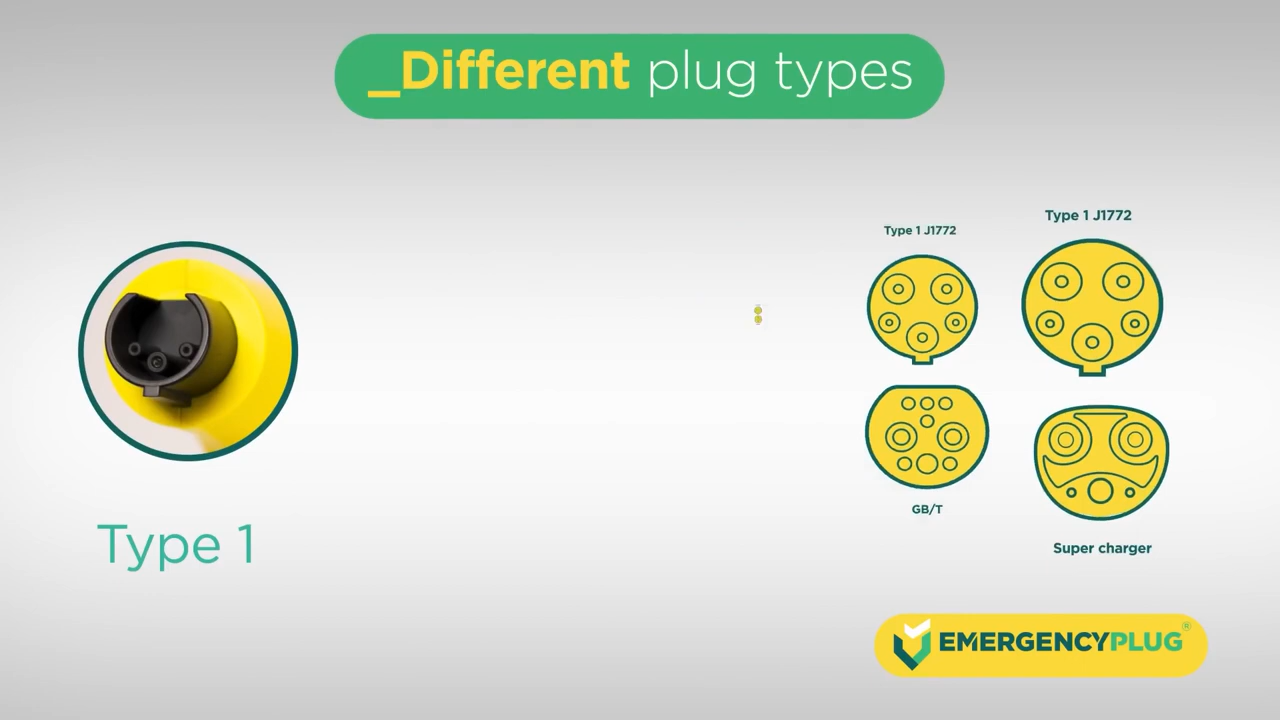 _Different plug types
Type 1 J1772
Type 1 J1772
GB/T
Super charger
Type 1
EMERGENCYPLUG®